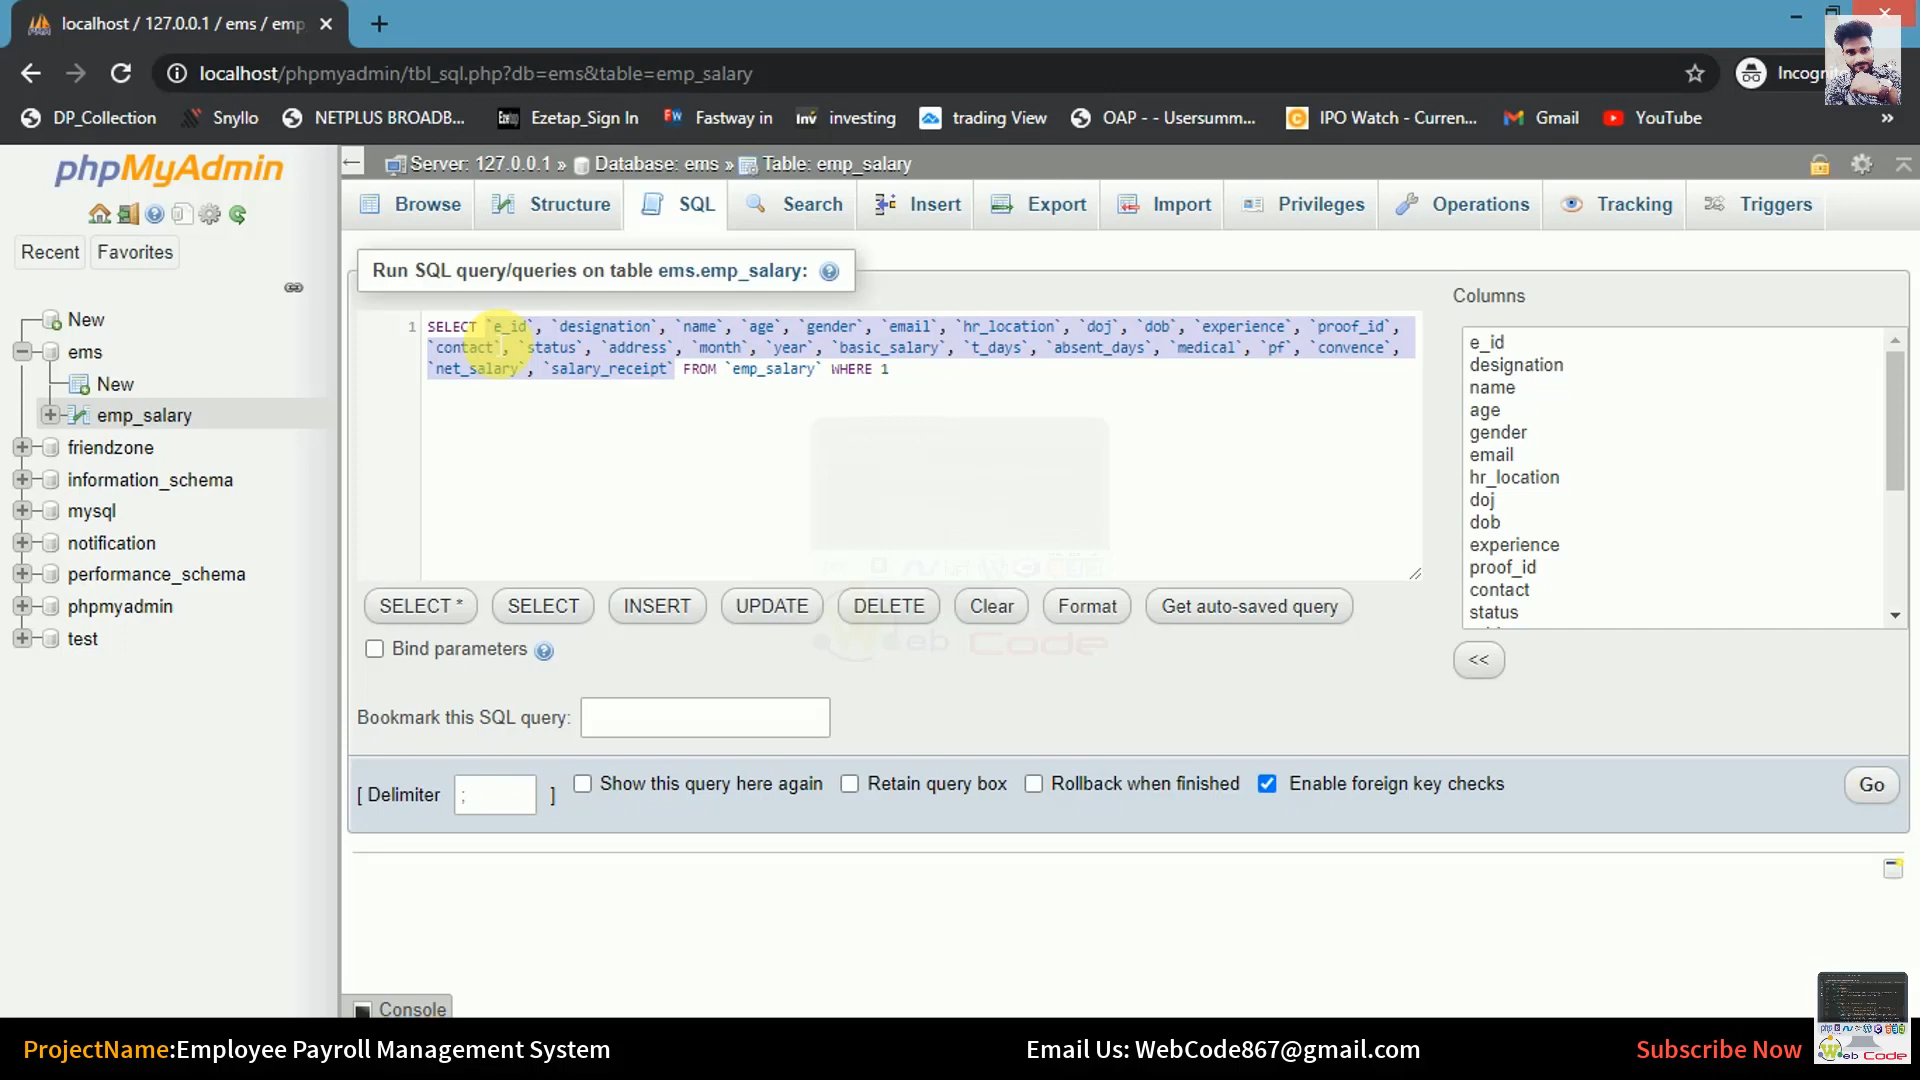 localhost / 127.0.0.1 / ems / emp
localhost/phpmyadmin/tbl_sql.php?db=ems&table=emp_salary
Incogni
DP_Collection Snyllo NETPLUS BROADB... Ezetap_Sign In Fastway in investing trading View OAP - - Usersumm... IPO Watch - Curren... Gmail YouTube »
phpMyAdmin
Recent Favorites
New
ems
New
emp_salary
friendzone
information_schema
mysql
notification
performance_schema
phpmyadmin
test
Server: 127.0.0.1 » Database: ems » Table: emp_salary
Browse Structure SQL Search Insert Export Import Privileges Operations Tracking Triggers
Run SQL query/queries on table ems.emp_salary:
1 SELECT `e_id`, `designation`, `name`, `age`, `gender`, `email`, `hr_location`, `doj`, `dob`, `experience`, `proof_id`,
`contact`, `status`, `address`, `month`, `year`, `basic_salary`, `t_days`, `absent_days`, `medical`, `pf`, `convence`,
`net_salary`, `salary_receipt` FROM `emp_salary` WHERE 1
Columns
e_id
designation
name
age
gender
email
hr_location
doj
dob
experience
proof_id
contact
status
<<
SELECT * SELECT INSERT UPDATE DELETE Clear Format Get auto-saved query
Bind parameters
Web Code
Bookmark this SQL query:
[ Delimiter ; ] Show this query here again Retain query box Rollback when finished Enable foreign key checks Go
Console
ProjectName:Employee Payroll Management System Email Us: WebCode867@gmail.com Subscribe Now
Web Code